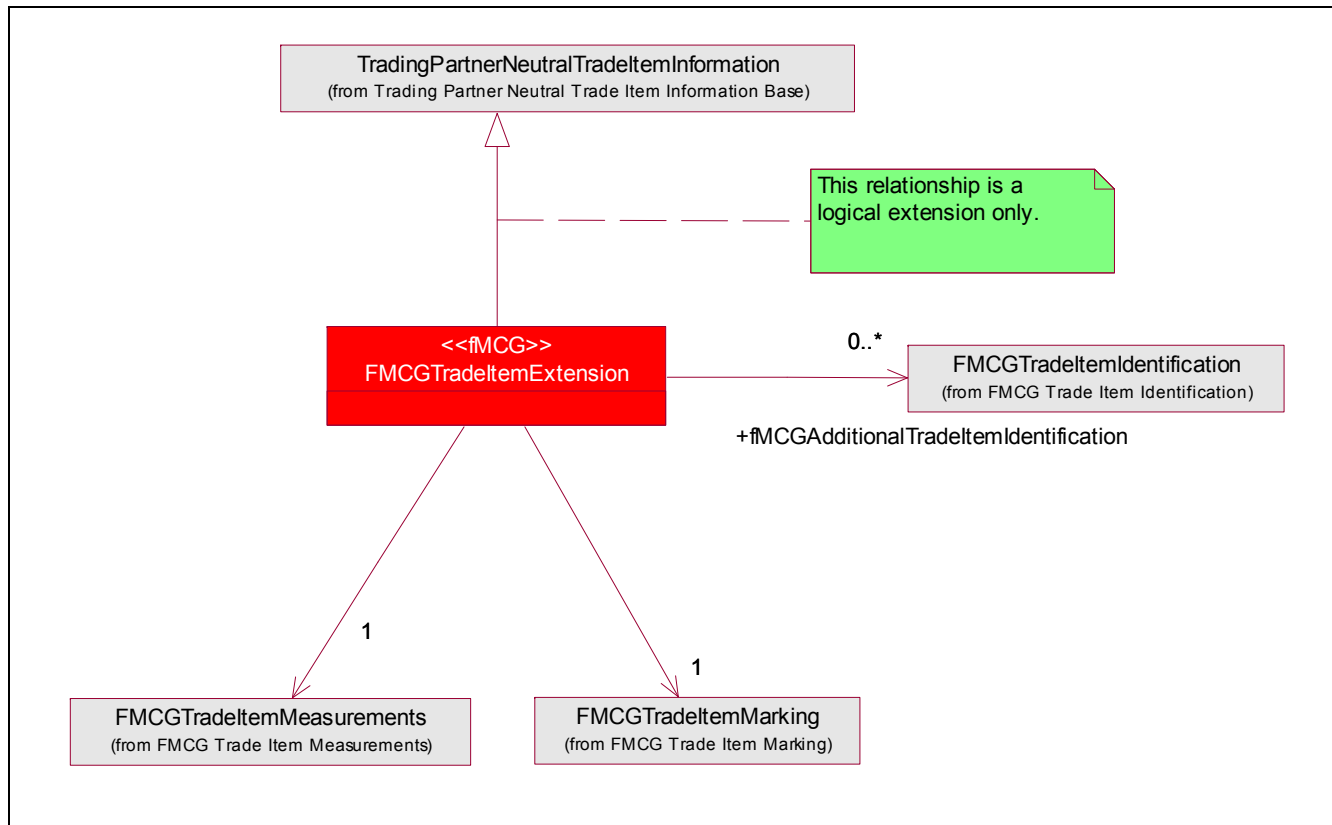 TradingPartnerNeutralTradeItemInformation
(from Trading Partner Neutral Trade Item Information Base)
This relationship is a
logical extension only.
<<fMCG>>
FMCGTradeItemExtension
0..*
FMCGTradeItemIdentification
(from FMCG Trade Item Identification)
+fMCGAdditionalTradeItemIdentification
1
1
FMCGTradeItemMeasurements
(from FMCG Trade Item Measurements)
FMCGTradeItemMarking
(from FMCG Trade Item Marking)